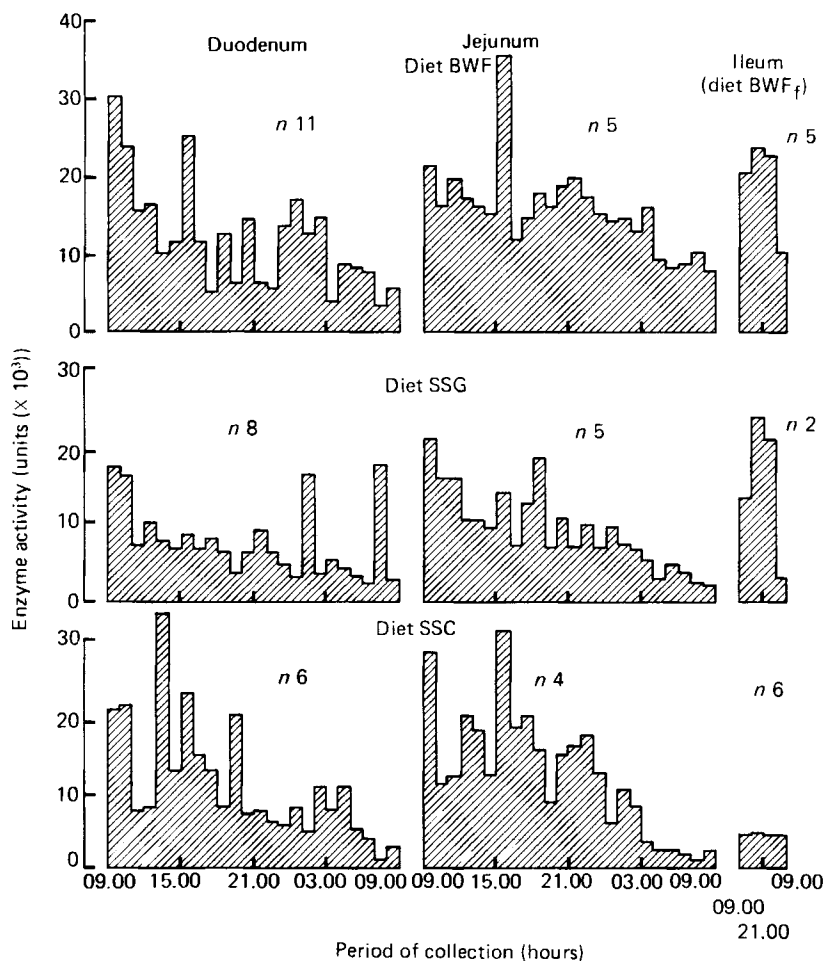 Duodenum
Jejunum
Diet BWF
Ileum
(diet BWFf)
n 11
n 5
n 5
40
30
20
10
0
Diet SSG
n 8
n 5
n 2
30
20
10
0
Diet SSC
n 6
n 4
n 6
30
20
10
0
Enzyme activity (units (× 10³))
09.00 15.00 21.00 03.00 09.00
09.00 15.00 21.00 03.00 09.00
09.00
09.00
21.00
Period of collection (hours)